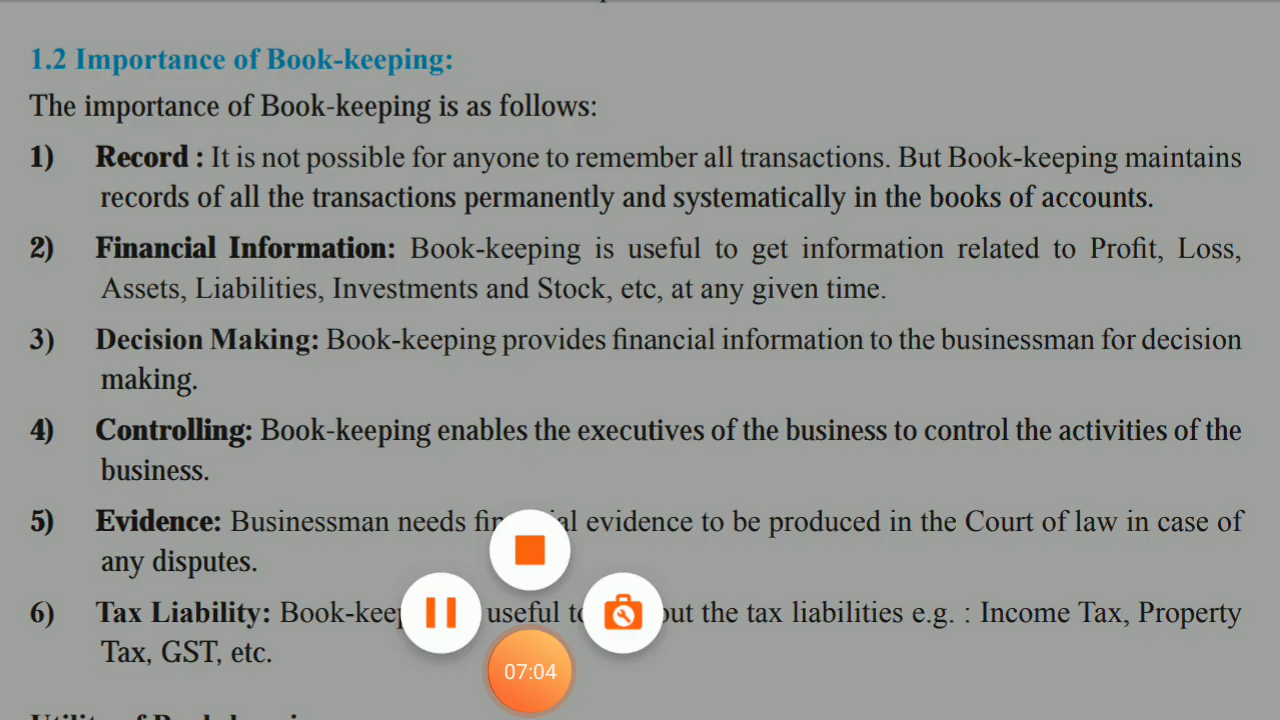 1.2 Importance of Book-keeping:
The importance of Book-keeping is as follows:
1) Record : It is not possible for anyone to remember all transactions. But Book-keeping maintains
records of all the transactions permanently and systematically in the books of accounts.
2) Financial Information: Book-keeping is useful to get information related to Profit, Loss,
Assets, Liabilities, Investments and Stock, etc, at any given time.
3) Decision Making: Book-keeping provides financial information to the businessman for decision
making.
4) Controlling: Book-keeping enables the executives of the business to control the activities of the
business.
5) Evidence: Businessman needs evidence to be produced in the Court of law in case of
any disputes.
6) Tax Liability: useful the tax liabilities e.g. : Income Tax, Property
Tax, GST, etc.
07:04